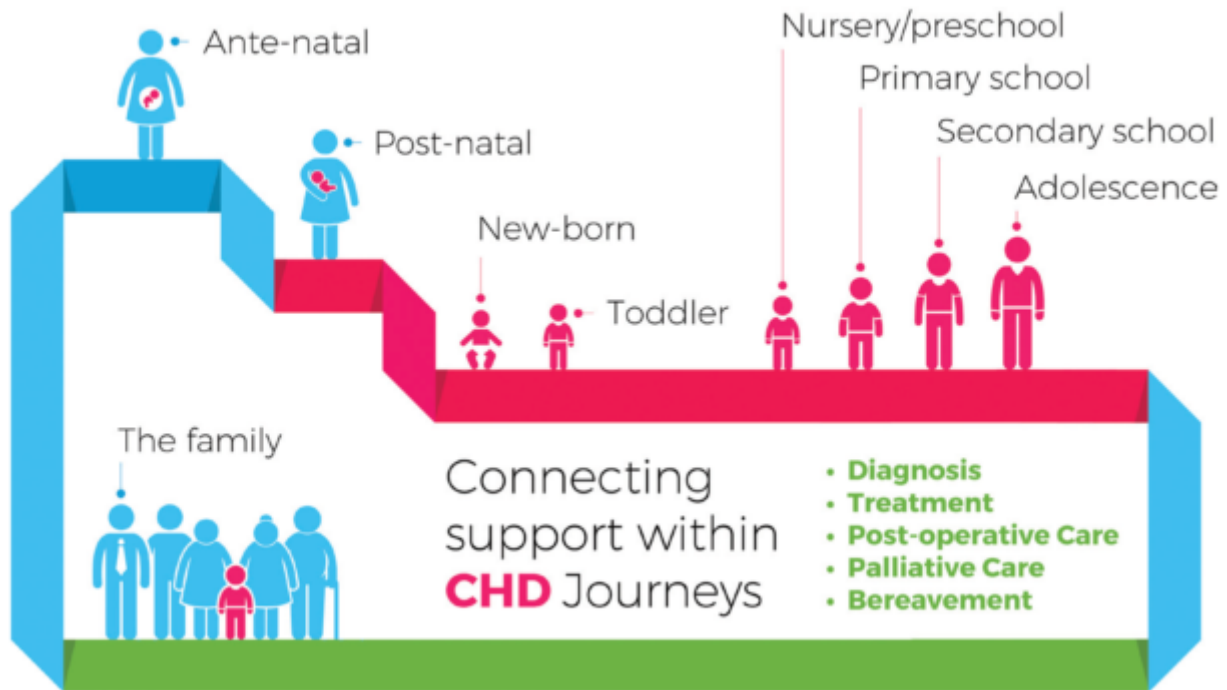 Ante-natal
Post-natal
New-born
Toddler
Nursery/preschool
Primary school
Secondary school
Adolescence
The family
Connecting
support within
CHD Journeys
• Diagnosis
• Treatment
• Post-operative Care
• Palliative Care
• Bereavement